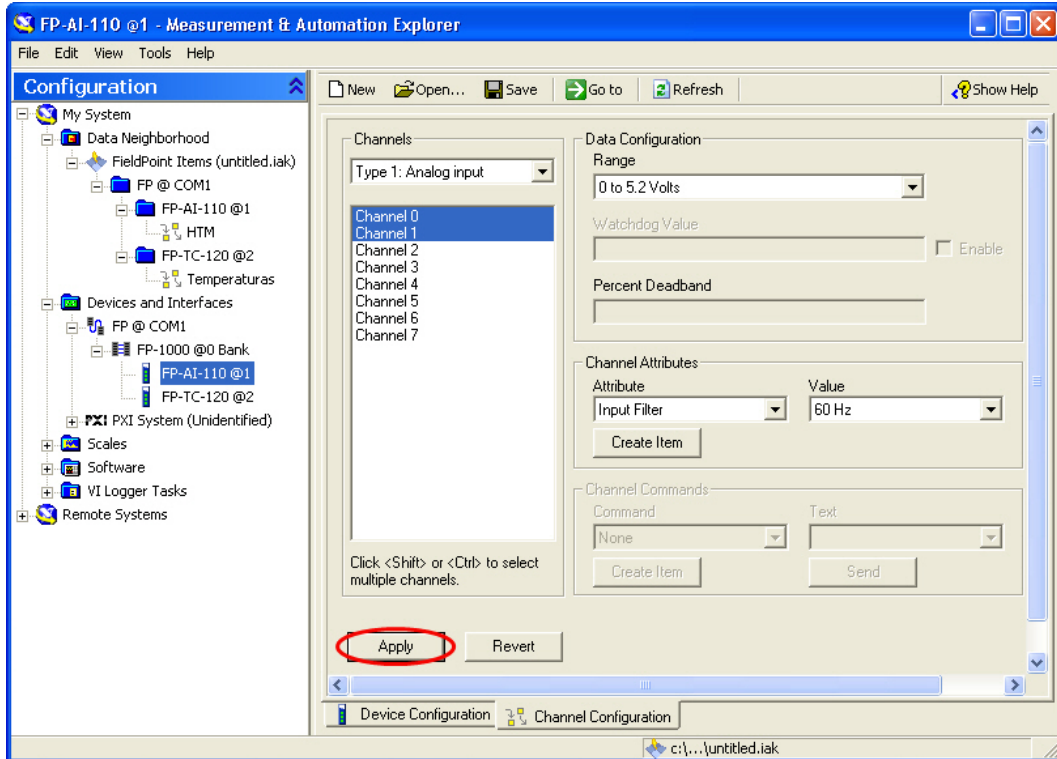 FP-AI-110 @1 - Measurement & Automation Explorer
File Edit View Tools Help
Configuration
My System
Data Neighborhood
FieldPoint Items (untitled.iak)
FP @ COM1
FP-AI-110 @1
HTM
FP-TC-120 @2
Temperaturas
Devices and Interfaces
FP @ COM1
FP-1000 @0 Bank
FP-AI-110 @1
FP-TC-120 @2
PXI PXI System (Unidentified)
Scales
Software
VI Logger Tasks
Remote Systems
New Open... Save Go to Refresh Show Help
Channels
Type 1: Analog input
Channel 0
Channel 1
Channel 2
Channel 3
Channel 4
Channel 5
Channel 6
Channel 7
Click <Shift> or <Ctrl> to select
multiple channels.
Data Configuration
Range
0 to 5.2 Volts
Watchdog Value
Enable
Percent Deadband
Channel Attributes
Attribute Value
Input Filter 60 Hz
Create Item
Channel Commands
Command Text
None
Create Item Send
Apply Revert
Device Configuration Channel Configuration
c:\...\untitled.iak